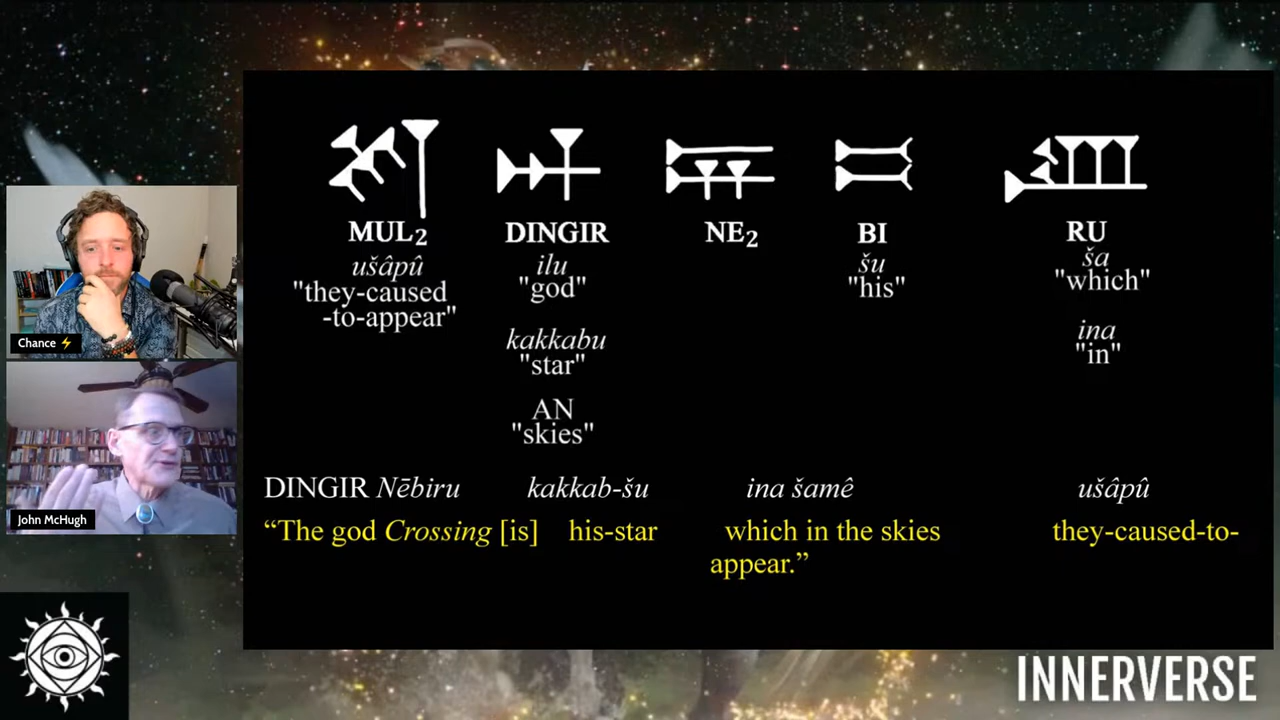 MUL₂ DINGIR NE₂ BI RU
ušâpû ilu šu ša
"they-caused "god" "his" "which"
-to-appear"
kakkabu ina
"star" "in"
AN
"skies"
DINGIR Nēbiru kakkab-šu ina šamê ušâpû
“The god Crossing [is] his-star which in the skies they-caused-to-
appear.”
Chance ⚡
John McHugh
INNERVERSE